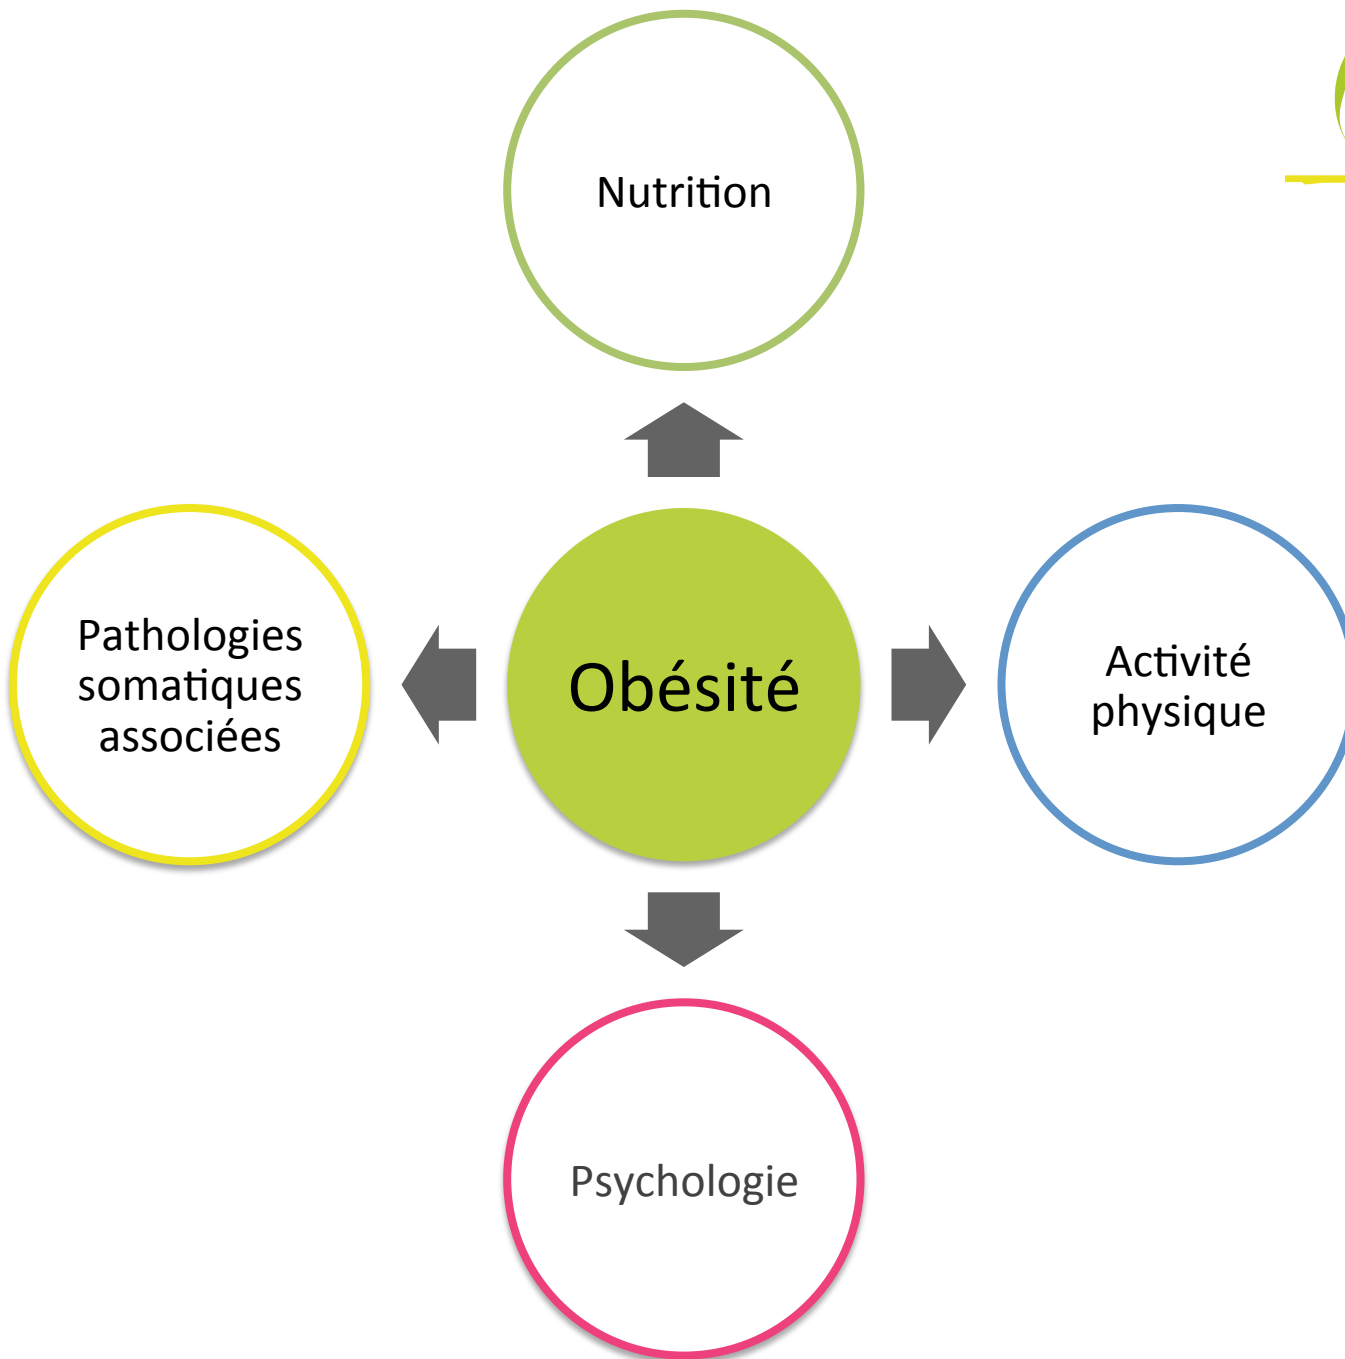 Nutrition
Pathologies
somatiques
associées
Obésité
Activité
physique
Psychologie